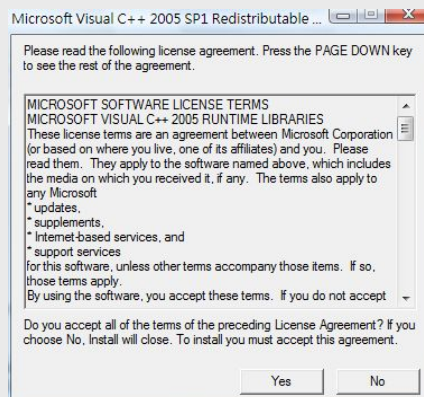 Microsoft Visual C++ 2005 SP1 Redistributable ...
Please read the following license agreement. Press the PAGE DOWN key
to see the rest of the agreement.
MICROSOFT SOFTWARE LICENSE TERMS
MICROSOFT VISUAL C++ 2005 RUNTIME LIBRARIES
These license terms are an agreement between Microsoft Corporation
(or based on where you live, one of its affiliates) and you. Please
read them. They apply to the software named above, which includes
the media on which you received it, if any. The terms also apply to
any Microsoft
* updates,
* supplements,
* Internet-based services, and
* support services
for this software, unless other terms accompany those items. If so,
those terms apply.
By using the software, you accept these terms. If you do not accept
Do you accept all of the terms of the preceding License Agreement? If you
choose No, Install will close. To install you must accept this agreement.
Yes
No